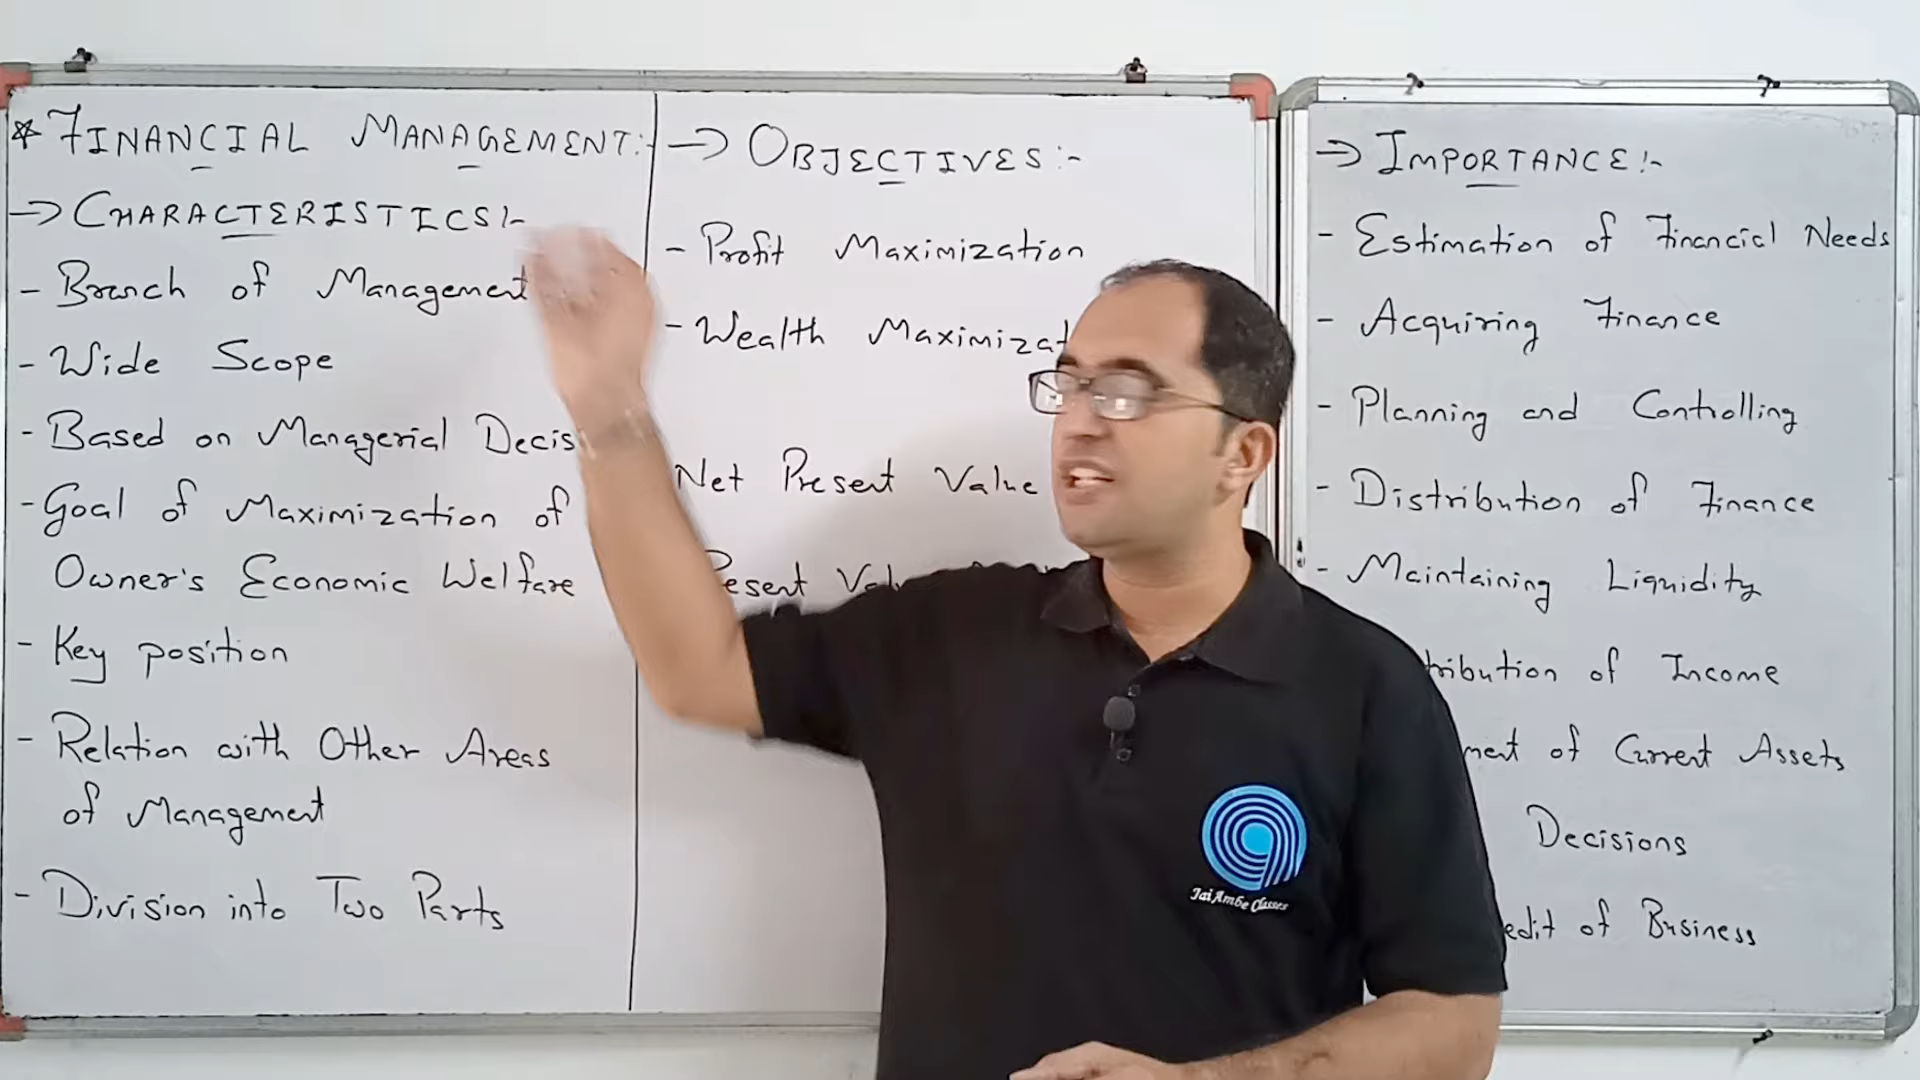 * FINANCIAL MANAGEMENT:-
→ CHARACTERISTICS:-
- Branch of Management
- Wide Scope
- Based on Managerial
- Goal of Maximization of
Owner's Economic Welfare
- Key position
- Relation with Other Areas
of Management
- Division into Two Parts
→ OBJECTIVES:-
- Profit Maximization
- Wealth
Net Present Value
→ IMPORTANCE:-
- Estimation of Financial Needs
- Acquiring Finance
- Planning and Controlling
- Distribution of Finance
- Maintaining Liquidity
of Income
of Current Assets
Decisions
of Business
Jai Ambe Classes